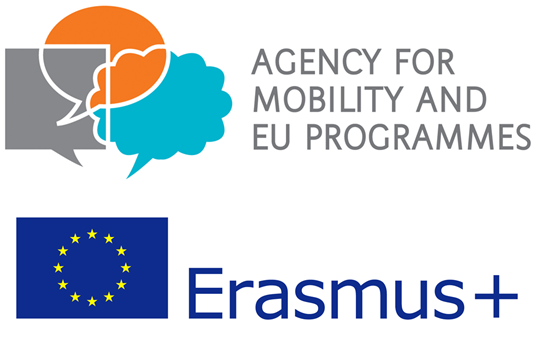 AGENCY FOR
MOBILITY AND
EU PROGRAMMES
Erasmus+